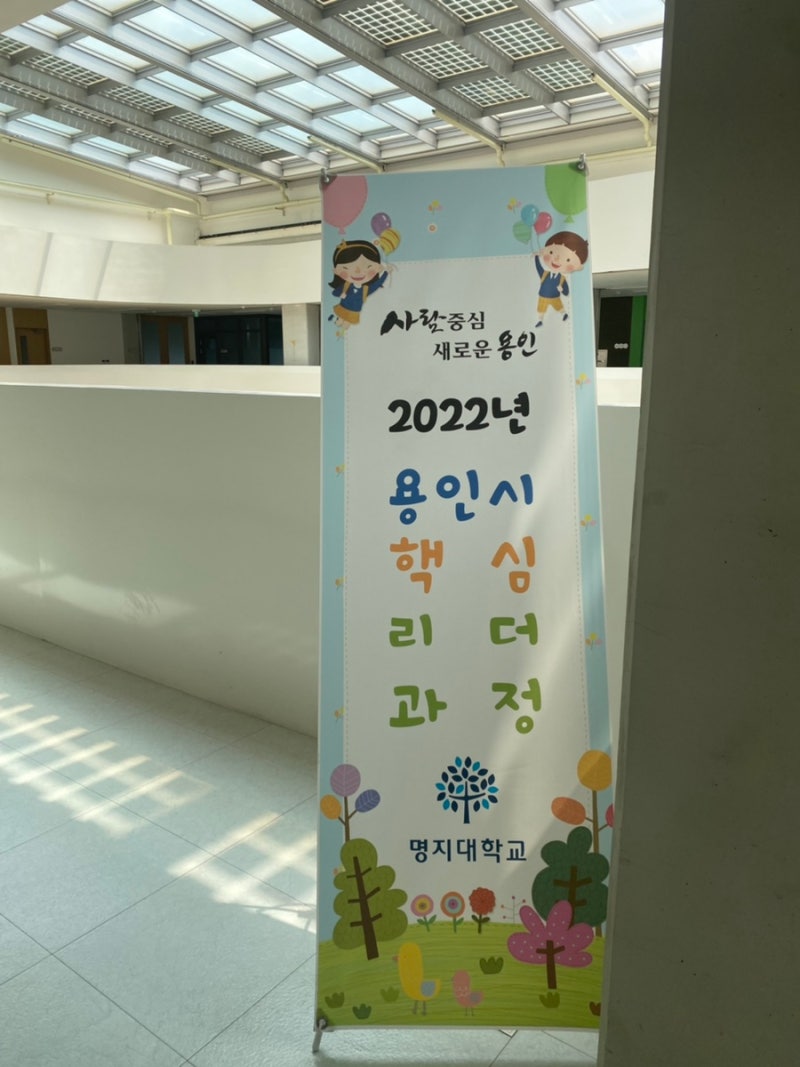 사람중심
새로운 용인
2022년
용인시
핵심
리더
과정
명지대학교